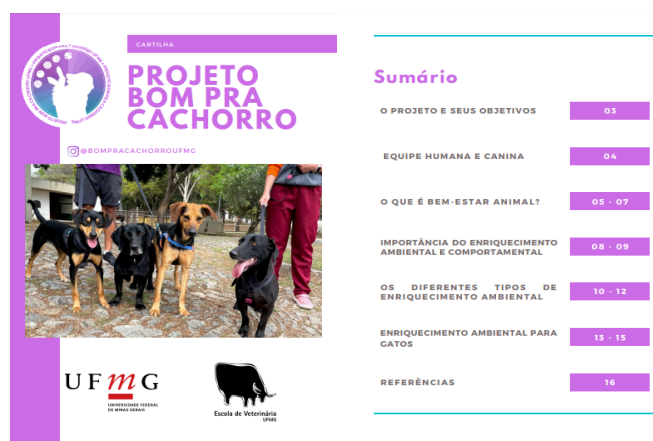 CARTILHA
PROJETO
BOM PRA
CACHORRO
@BOMPRACACHORROUFMG
UFmG
UNIVERSIDADE FEDERAL
DE MINAS GERAIS
Escola de Veterinária
UFMG
Sumário
O PROJETO E SEUS OBJETIVOS 03
EQUIPE HUMANA E CANINA 04
O QUE É BEM-ESTAR ANIMAL? 05 - 07
IMPORTÂNCIA DO ENRIQUECIMENTO
AMBIENTAL E COMPORTAMENTAL 08 - 09
OS DIFERENTES TIPOS DE
ENRIQUECIMENTO AMBIENTAL 10 - 12
ENRIQUECIMENTO AMBIENTAL PARA
GATOS 13 - 15
REFERÊNCIAS 16